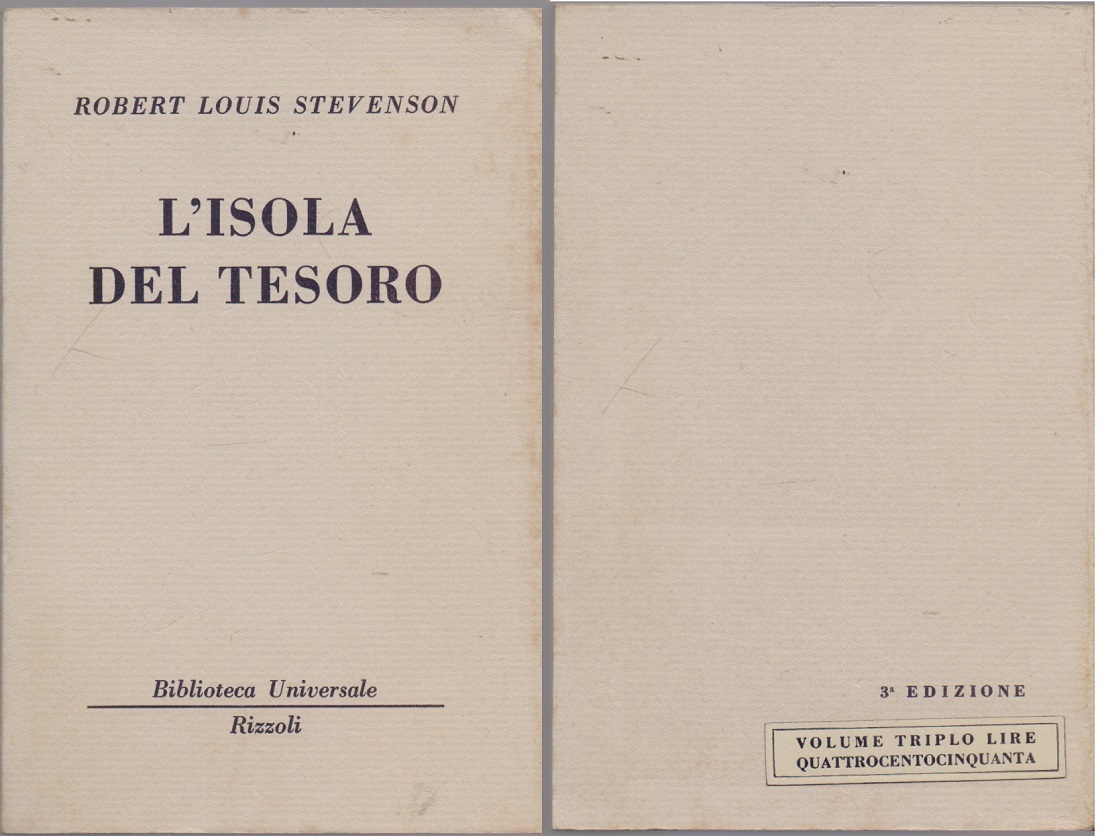 ROBERT LOUIS STEVENSON
L'ISOLA
DEL TESORO
Biblioteca Universale
Rizzoli
3ª EDIZIONE
VOLUME TRIPLO LIRE
QUATTROCENTOCINQUANTA